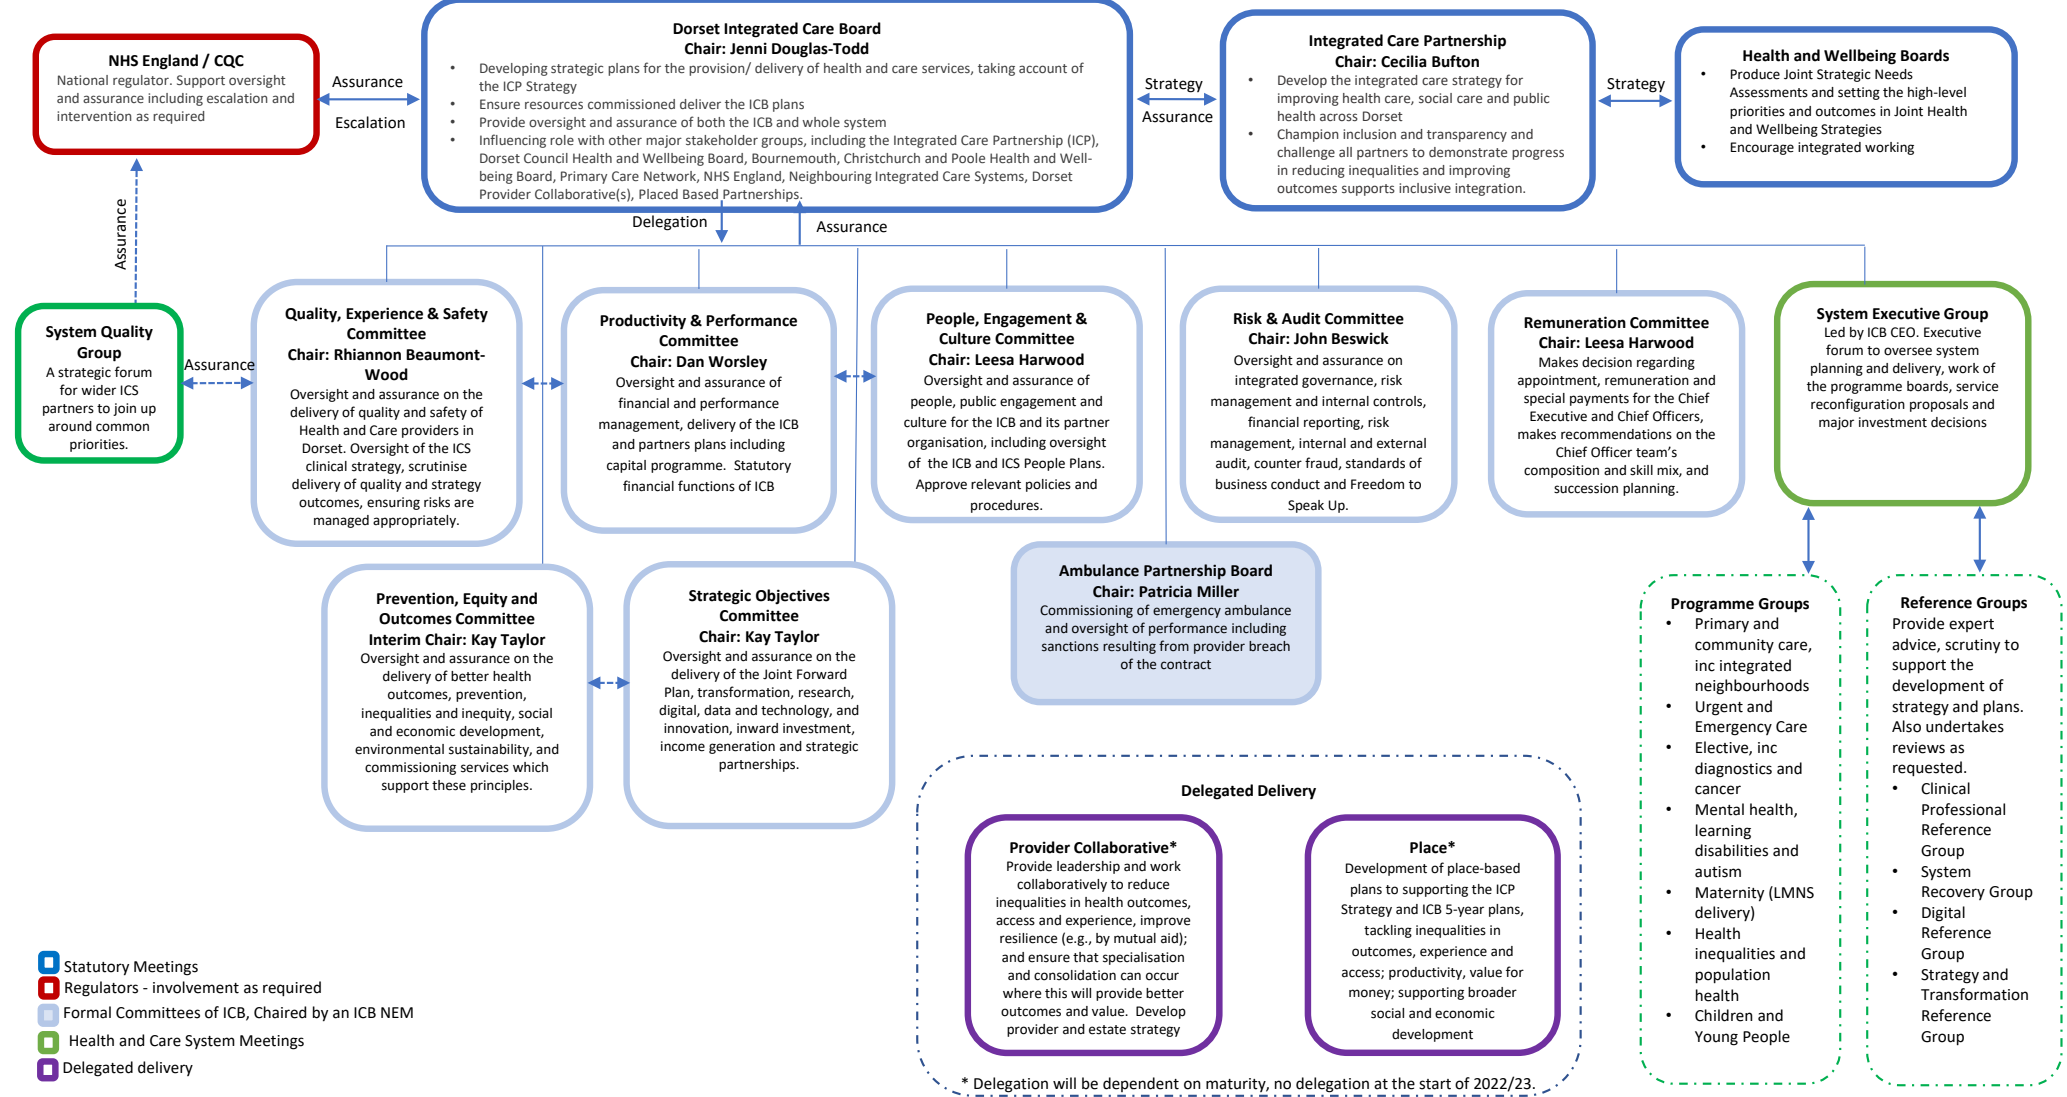 Dorset Integrated Care Board
Chair: Jenni Douglas-Todd
• Developing strategic plans for the provision/ delivery of health and care services, taking account of
the ICP Strategy
• Ensure resources commissioned deliver the ICB plans
• Provide oversight and assurance of both the ICB and whole system
• Influencing role with other major stakeholder groups, including the Integrated Care Partnership (ICP),
Dorset Council Health and Wellbeing Board, Bournemouth, Christchurch and Poole Health and Well-
being Board, Primary Care Network, NHS England, Neighbouring Integrated Care Systems, Dorset
Provider Collaborative(s), Placed Based Partnerships.
NHS England / CQC
National regulator. Support oversight
and assurance including escalation and
intervention as required
Assurance
Escalation
Strategy
Assurance
Integrated Care Partnership
Chair: Cecilia Bufton
• Develop the integrated care strategy for
improving health care, social care and public
health across Dorset
• Champion inclusion and transparency and
challenge all partners to demonstrate progress
in reducing inequalities and improving
outcomes supports inclusive integration.
Strategy
Health and Wellbeing Boards
• Produce Joint Strategic Needs
Assessments and setting the high-level
priorities and outcomes in Joint Health
and Wellbeing Strategies
• Encourage integrated working
Delegation
Assurance
Assurance
System Quality
Group
A strategic forum
for wider ICS
partners to join up
around common
priorities.
Assurance
Quality, Experience & Safety
Committee
Chair: Rhiannon Beaumont-
Wood
Oversight and assurance on the
delivery of quality and safety of
Health and Care providers in
Dorset. Oversight of the ICS
clinical strategy, scrutinise
delivery of quality and strategy
outcomes, ensuring risks are
managed appropriately.
Productivity & Performance
Committee
Chair: Dan Worsley
Oversight and assurance of
financial and performance
management, delivery of the ICB
and partners plans including
capital programme.  Statutory
financial functions of ICB
People, Engagement &
Culture Committee
Chair: Leesa Harwood
Oversight and assurance of
people, public engagement and
culture for the ICB and its partner
organisation, including oversight
of  the ICB and ICS People Plans.
Approve relevant policies and
procedures.
Risk & Audit Committee
Chair: John Beswick
Oversight and assurance on
integrated governance, risk
management and internal controls,
financial reporting, risk
management, internal and external
audit, counter fraud, standards of
business conduct and Freedom to
Speak Up.
Remuneration Committee
Chair: Leesa Harwood
Makes decision regarding
appointment, remuneration and
special payments for the Chief
Executive and Chief Officers,
makes recommendations on the
Chief Officer team's
composition and skill mix, and
succession planning.
System Executive Group
Led by ICB CEO. Executive
forum to oversee system
planning and delivery, work of
the programme boards, service
reconfiguration proposals and
major investment decisions
Prevention, Equity and
Outcomes Committee
Interim Chair: Kay Taylor
Oversight and assurance on the
delivery of better health
outcomes, prevention,
inequalities and inequity, social
and economic development,
environmental sustainability, and
commissioning services which
support these principles.
Strategic Objectives
Committee
Chair: Kay Taylor
Oversight and assurance on the
delivery of the Joint Forward
Plan, transformation, research,
digital, data and technology, and
innovation, inward investment,
income generation and strategic
partnerships.
Ambulance Partnership Board
Chair: Patricia Miller
Commissioning of emergency ambulance
and oversight of performance including
sanctions resulting from provider breach
of the contract
Programme Groups
• Primary and
community care,
inc integrated
neighbourhoods
• Urgent and
Emergency Care
• Elective, inc
diagnostics and
cancer
• Mental health,
learning
disabilities and
autism
• Maternity (LMNS
delivery)
• Health
inequalities and
population
health
• Children and
Young People
Reference Groups
Provide expert
advice, scrutiny to
support the
development of
strategy and plans.
Also undertakes
reviews as
requested.
• Clinical
Professional
Reference
Group
• System
Recovery Group
• Digital
Reference
Group
• Strategy and
Transformation
Reference
Group
Delegated Delivery
Provider Collaborative*
Provide leadership and work
collaboratively to reduce
inequalities in health outcomes,
access and experience, improve
resilience (e.g., by mutual aid);
and ensure that specialisation
and consolidation can occur
where this will provide better
outcomes and value.  Develop
provider and estate strategy
Place*
Development of place-based
plans to supporting the ICP
Strategy and ICB 5-year plans,
tackling inequalities in
outcomes, experience and
access; productivity, value for
money; supporting broader
social and economic
development
* Delegation will be dependent on maturity, no delegation at the start of 2022/23.
Statutory Meetings
Regulators - involvement as required
Formal Committees of ICB, Chaired by an ICB NEM
Health and Care System Meetings
Delegated delivery